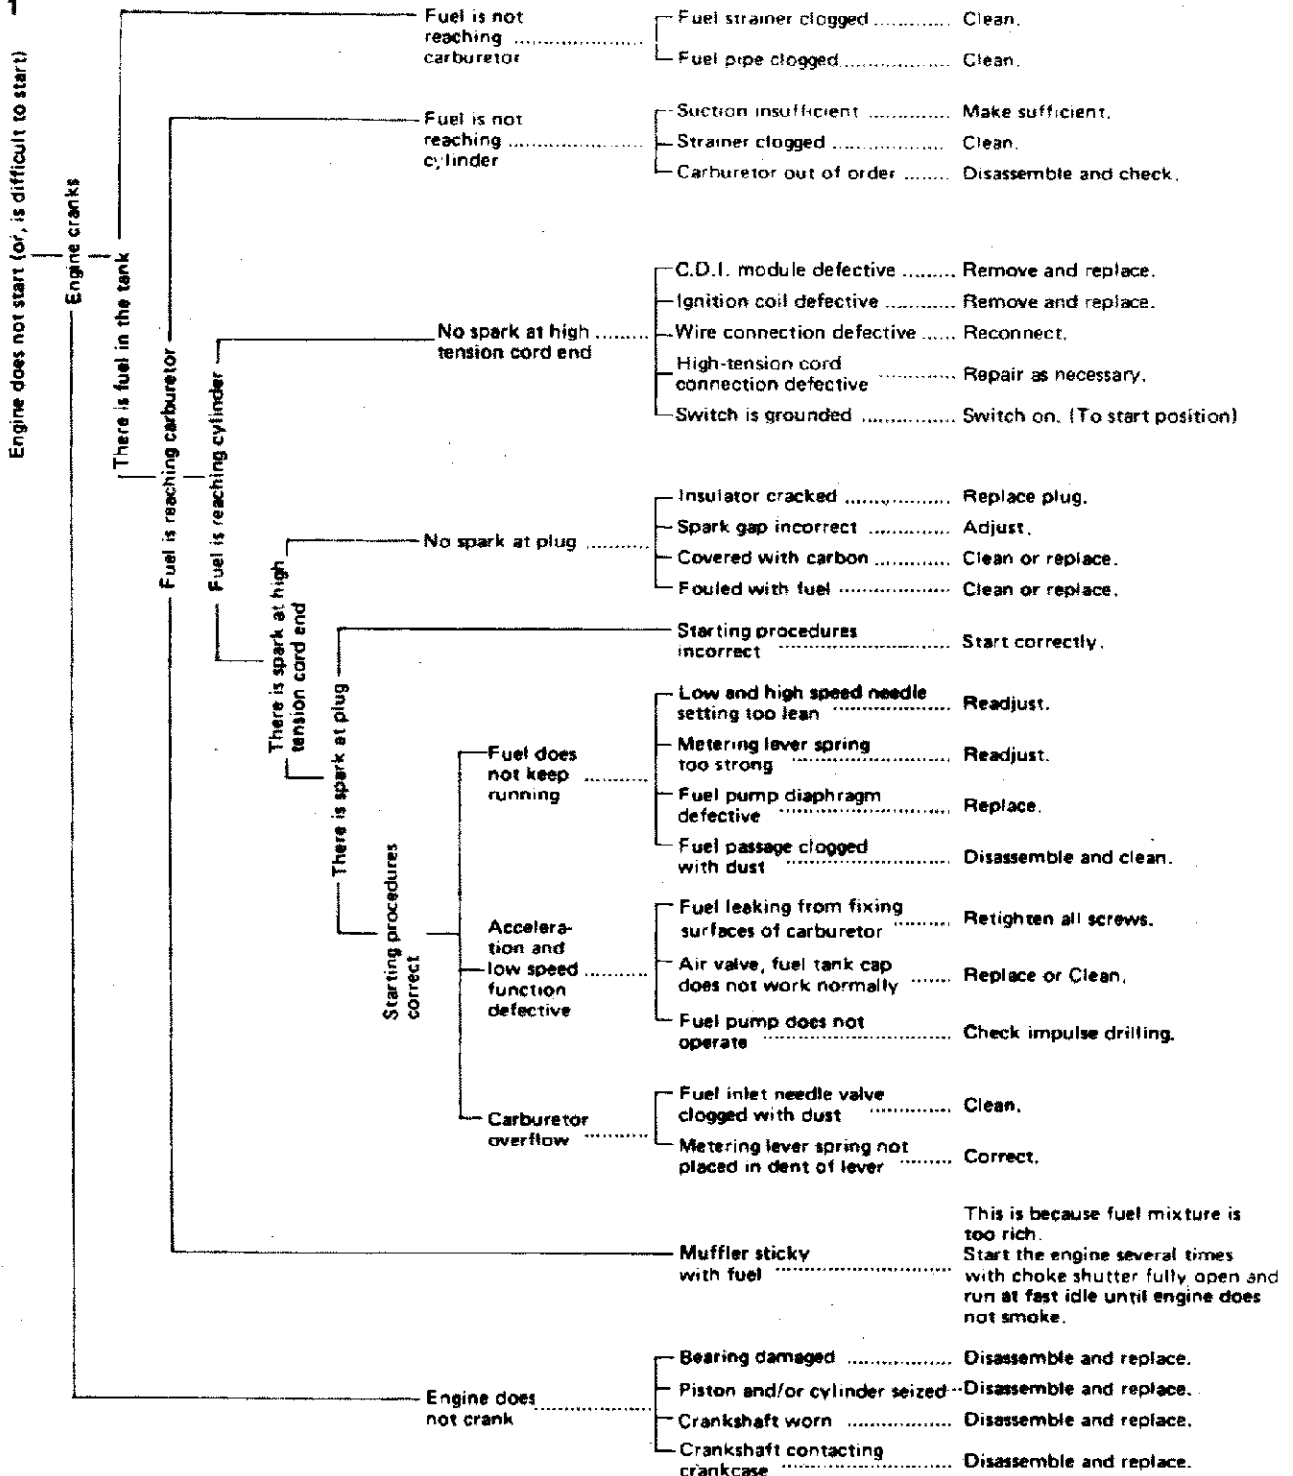 1
Engine does not start (or, is difficult to start)
Engine cranks
There is fuel in the tank
Fuel is reaching carburetor
Fuel is reaching cylinder
There is spark at high
tension cord end
There is spark at plug
Starting procedures
correct
Fuel is not
reaching
carburetor
Fuel strainer clogged Clean.
Fuel pipe clogged Clean.
Fuel is not
reaching
cylinder
Suction insufficient Make sufficient.
Strainer clogged Clean.
Carburetor out of order Disassemble and check.
No spark at high
tension cord end
C.D.I. module defective Remove and replace.
Ignition coil defective Remove and replace.
Wire connection defective Reconnect.
High-tension cord
connection defective Repair as necessary.
Switch is grounded Switch on. (To start position)
No spark at plug
Insulator cracked Replace plug.
Spark gap incorrect Adjust.
Covered with carbon Clean or replace.
Fouled with fuel Clean or replace.
Starting procedures
incorrect Start correctly.
Fuel does
not keep
running
Low and high speed needle
setting too lean Readjust.
Metering lever spring
too strong Readjust.
Fuel pump diaphragm
defective Replace.
Fuel passage clogged
with dust Disassemble and clean.
Accelera-
tion and
low speed
function
defective
Fuel leaking from fixing
surfaces of carburetor Retighten all screws.
Air valve, fuel tank cap
does not work normally Replace or Clean.
Fuel pump does not
operate Check impulse drilling.
Carburetor
overflow
Fuel inlet needle valve
clogged with dust Clean.
Metering lever spring not
placed in dent of lever Correct.
Muffler sticky
with fuel
This is because fuel mixture is
too rich.
Start the engine several times
with choke shutter fully open and
run at fast idle until engine does
not smoke.
Engine does
not crank
Bearing damaged Disassemble and replace.
Piston and/or cylinder seized Disassemble and replace.
Crankshaft worn Disassemble and replace.
Crankshaft contacting
crankcase Disassemble and replace.